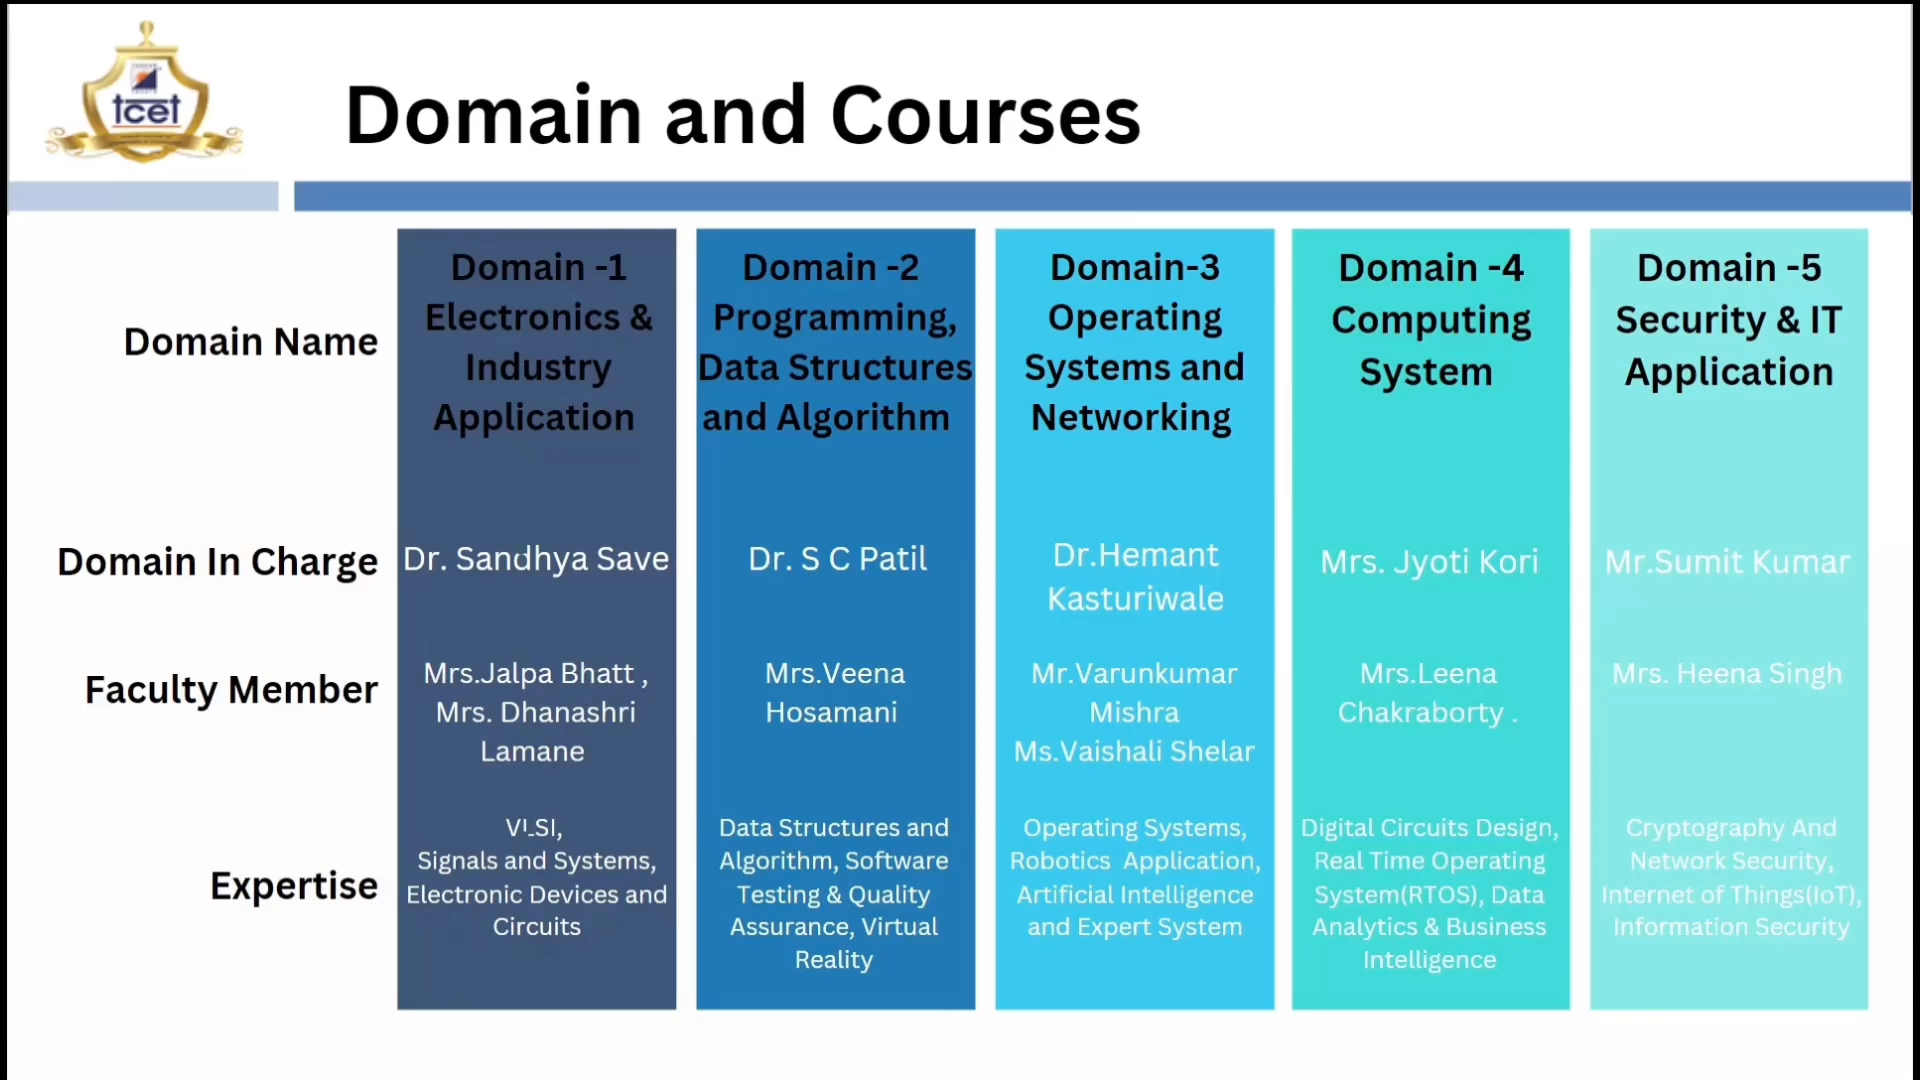 tcet
Domain and Courses
Domain Name
Domain -1
Electronics &
Industry
Application
Domain -2
Programming,
Data Structures
and Algorithm
Domain-3
Operating
Systems and
Networking
Domain -4
Computing
System
Domain -5
Security & IT
Application
Domain In Charge
Dr. Sandhya Save
Dr. S C Patil
Dr.Hemant
Kasturiwale
Mrs. Jyoti Kori
Mr.Sumit Kumar
Faculty Member
Mrs.Jalpa Bhatt ,
Mrs. Dhanashri
Lamane
Mrs.Veena
Hosamani
Mr.Varunkumar
Mishra
Ms.Vaishali Shelar
Mrs.Leena
Chakraborty .
Mrs. Heena Singh
Expertise
VLSI,
Signals and Systems,
Electronic Devices and
Circuits
Data Structures and
Algorithm, Software
Testing & Quality
Assurance, Virtual
Reality
Operating Systems,
Robotics Application,
Artificial Intelligence
and Expert System
Digital Circuits Design,
Real Time Operating
System(RTOS), Data
Analytics & Business
Intelligence
Cryptography And
Network Security,
Internet of Things(IoT),
Information Security